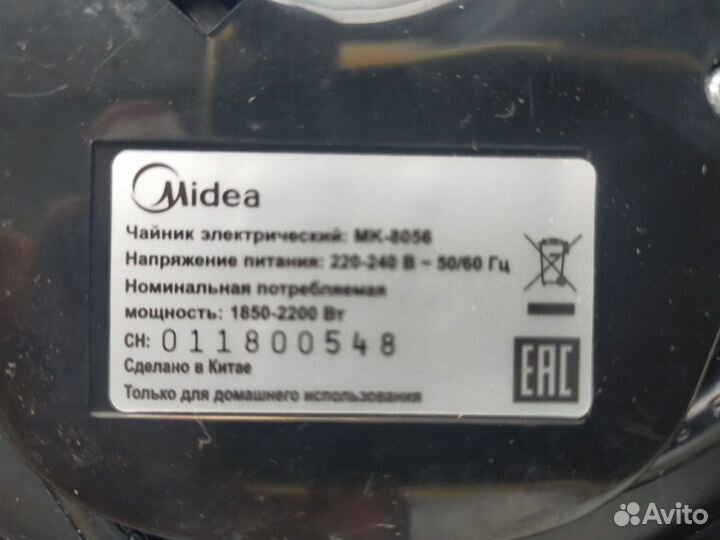 Midea
Чайник электрический: MK-8056
Напряжение питания: 220-240 В ~ 50/60 Гц
Номинальная потребляемая
мощность: 1850-2200 Вт
СН: 011800548
Сделано в Китае
Только для домашнего использования
EAC
Avito